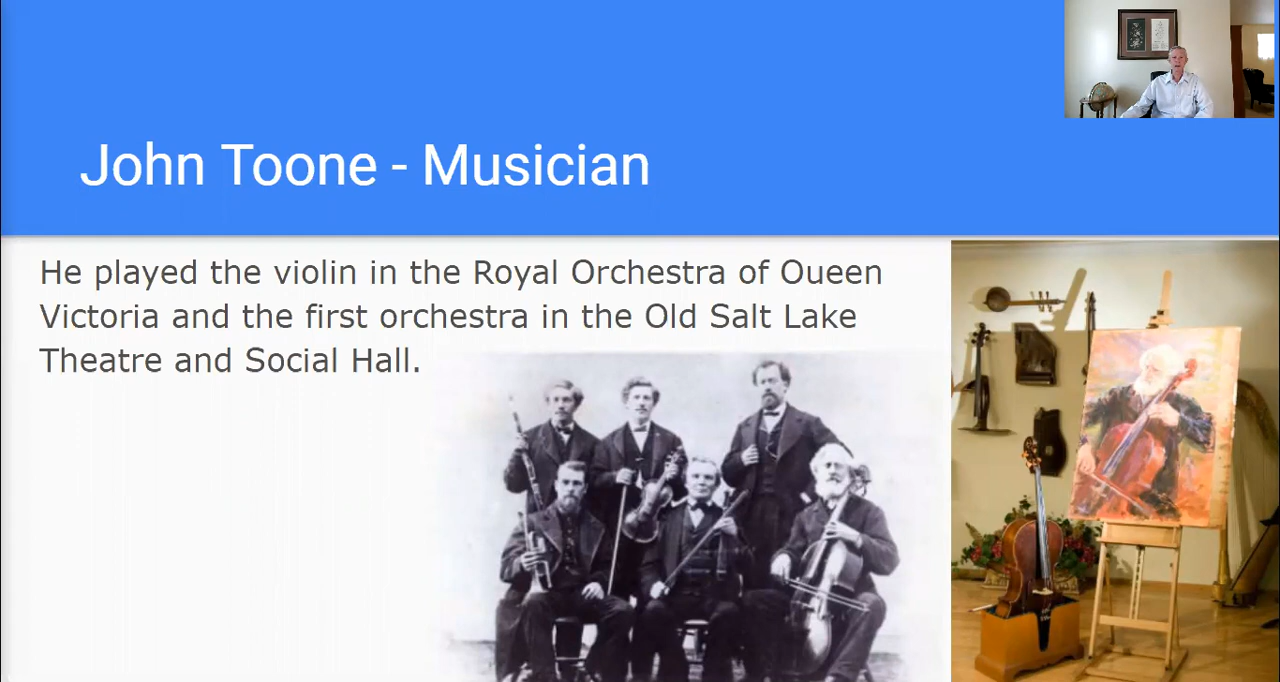 John Toone - Musician
He played the violin in the Royal Orchestra of Queen
Victoria and the first orchestra in the Old Salt Lake
Theatre and Social Hall.